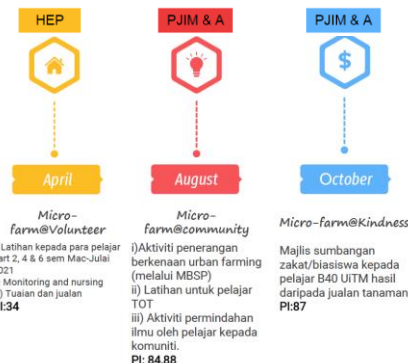 HEP
April
Micro-
farm@Volunteer
Latihan kepada para pelajar
art 2, 4 & 6 sem Mac-Julai
021
Monitoring and nursing
) Tuaian dan jualan
I:34
PJIM & A
August
Micro-
farm@community
i)Aktiviti penerangan
berkenaan urban farming
(melalui MBSP)
ii) Latihan untuk pelajar
TOT
iii) Aktiviti permindahan
ilmu oleh pelajar kepada
komuniti.
PI: 84,88
PJIM & A
$
October
Micro-farm@Kindness
Majlis sumbangan
zakat/biasiswa kepada
pelajar B40 UiTM hasil
daripada jualan tanaman
PI:87